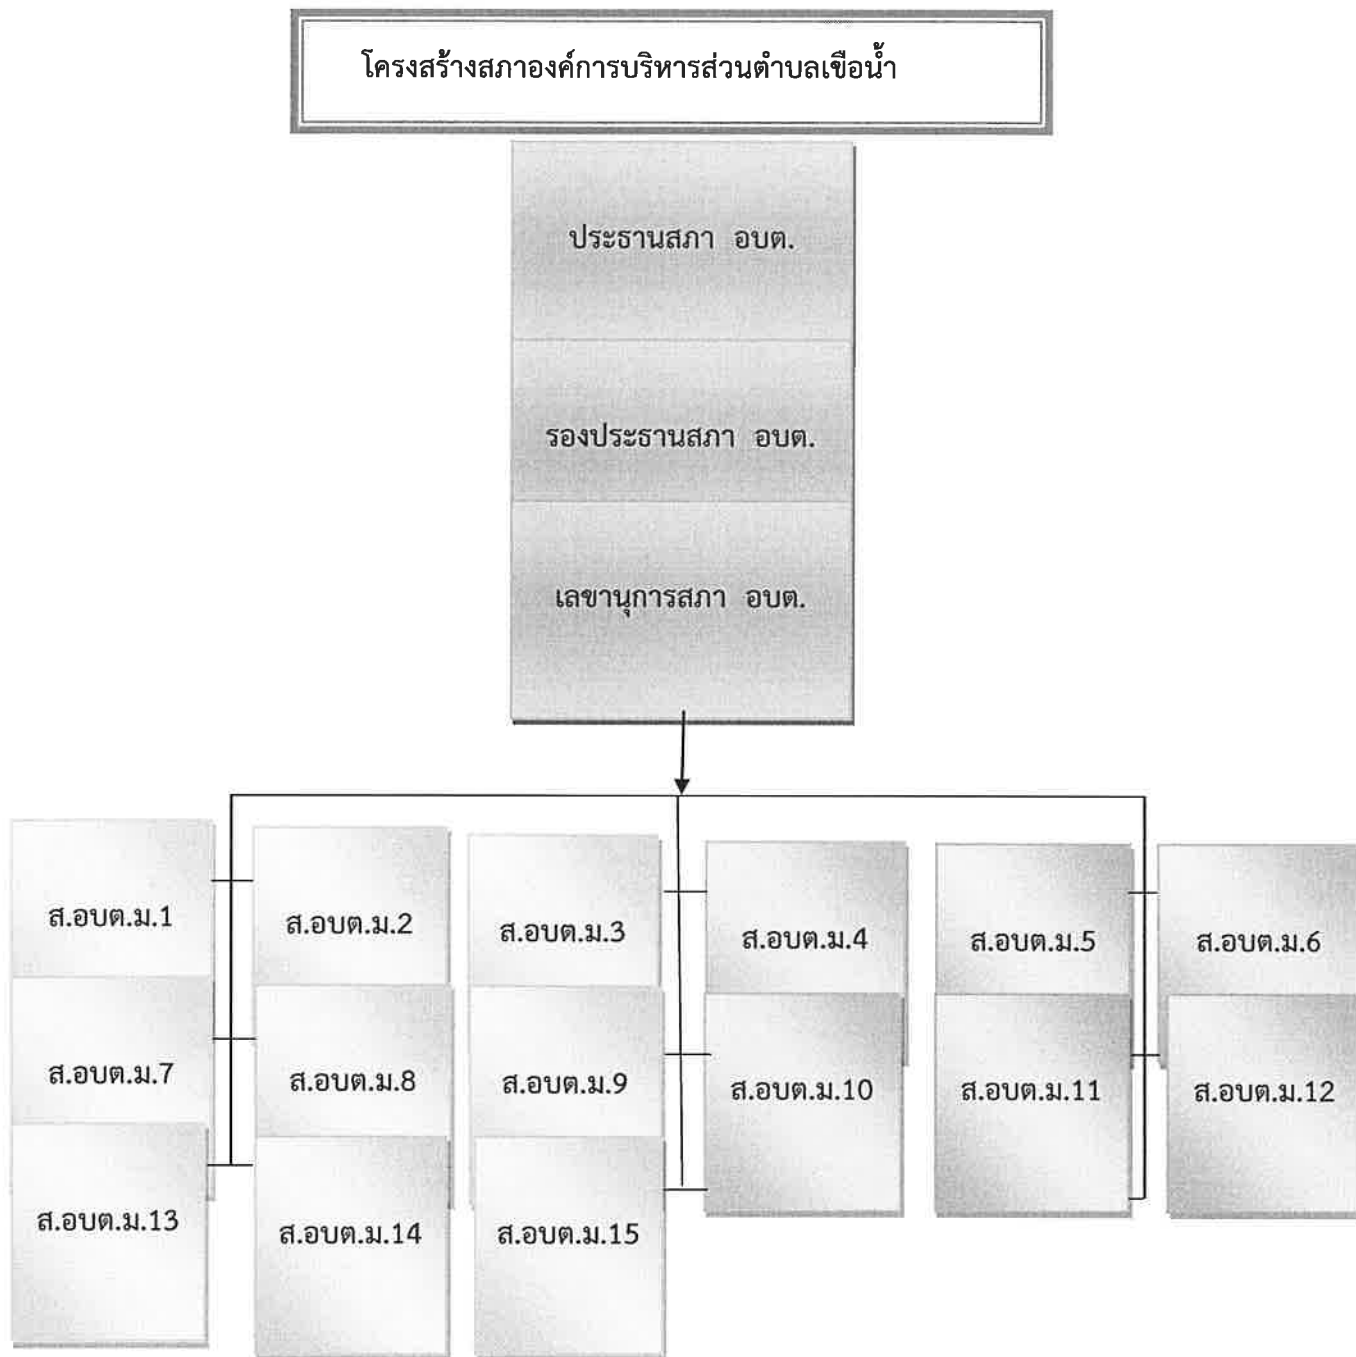 โครงสร้างสภาองค์การบริหารส่วนตำบลเขือน้ำ
ประธานสภา อบต.
รองประธานสภา อบต.
เลขานุการสภา อบต.
ส.อบต.ม.1
ส.อบต.ม.2
ส.อบต.ม.3
ส.อบต.ม.4
ส.อบต.ม.5
ส.อบต.ม.6
ส.อบต.ม.7
ส.อบต.ม.8
ส.อบต.ม.9
ส.อบต.ม.10
ส.อบต.ม.11
ส.อบต.ม.12
ส.อบต.ม.13
ส.อบต.ม.14
ส.อบต.ม.15